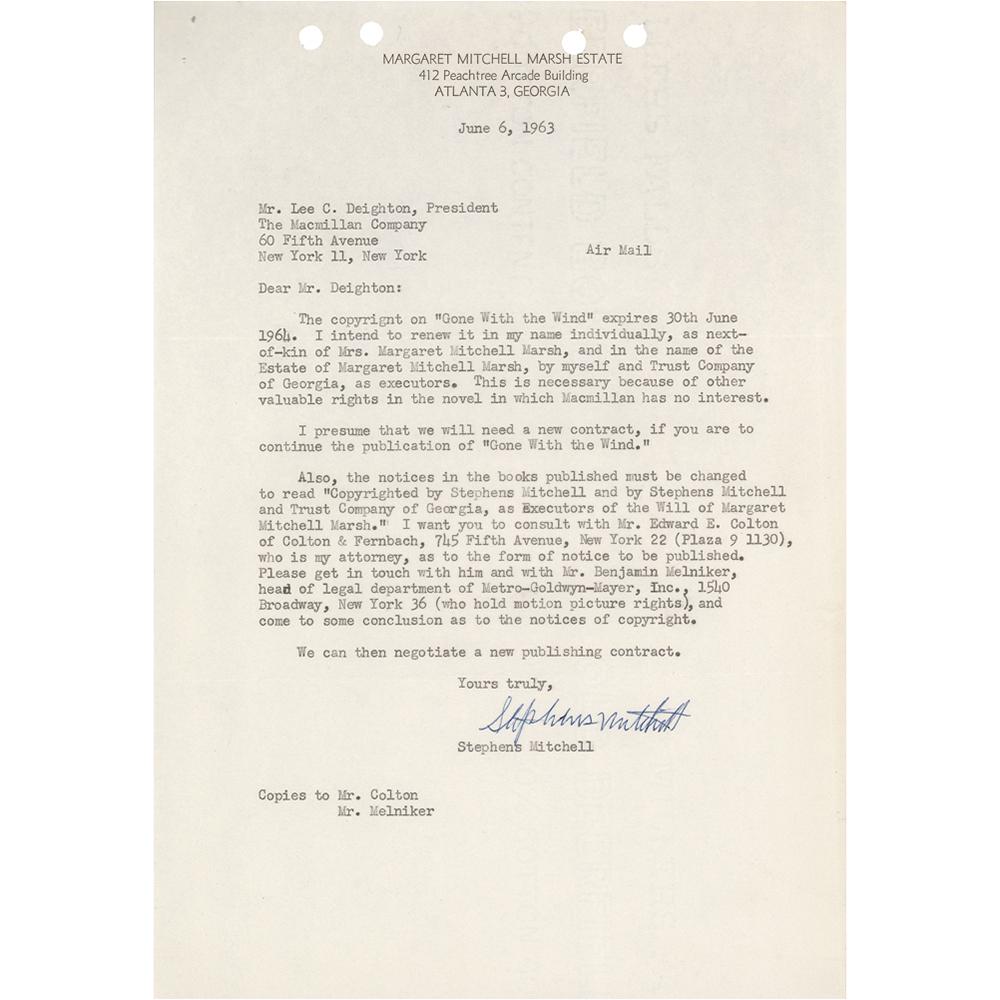 MARGARET MITCHELL MARSH ESTATE
412 Peachtree Arcade Building
ATLANTA 3, GEORGIA
June 6, 1963
Mr. Lee C. Deighton, President
The Macmillan Company
60 Fifth Avenue
New York 11, New York
Air Mail
Dear Mr. Deighton:
The copyrignt on "Gone With the Wind" expires 30th June
1964. I intend to renew it in my name individually, as next-
of-kin of Mrs. Margaret Mitchell Marsh, and in the name of the
Estate of Margaret Mitchell Marsh, by myself and Trust Company
of Georgia, as executors. This is necessary because of other
valuable rights in the novel in which Macmillan has no interest.
I presume that we will need a new contract, if you are to
continue the publication of "Gone With the Wind."
Also, the notices in the books published must be changed
to read "Copyrighted by Stephens Mitchell and by Stephens Mitchell
and Trust Company of Georgia, as Executors of the Will of Margaret
Mitchell Marsh." I want you to consult with Mr. Edward E. Colton
of Colton & Fernbach, 745 Fifth Avenue, New York 22 (Plaza 9 1130),
who is my attorney, as to the form of notice to be published.
Please get in touch with him and with Mr. Benjamin Melniker,
head of legal department of Metro-Goldwyn-Mayer, Inc., 1540
Broadway, New York 36 (who hold motion picture rights), and
come to some conclusion as to the notices of copyright.
We can then negotiate a new publishing contract.
Yours truly,
Stephens Mitchell
Stephens Mitchell
Copies to Mr. Colton
Mr. Melniker